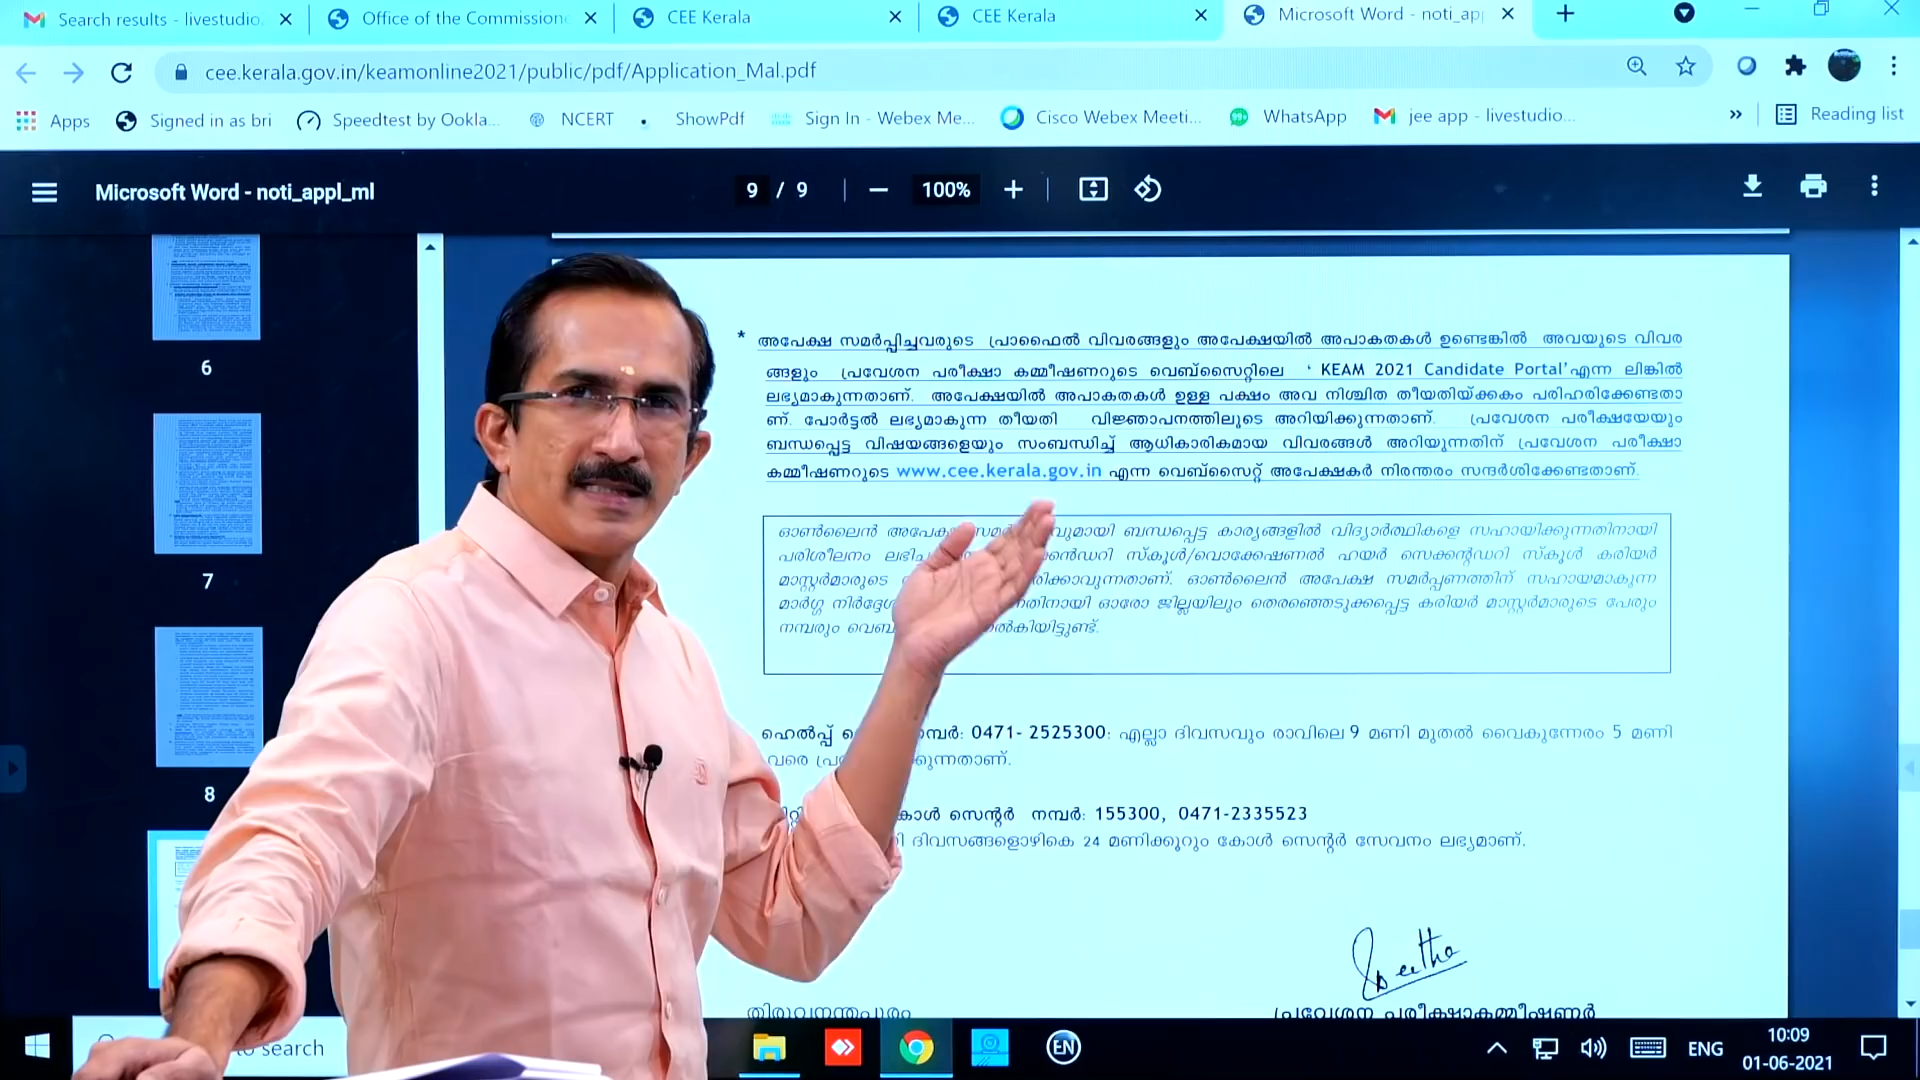 Search results - livestudio
Office of the Commissione
CEE Kerala
CEE Kerala
Microsoft Word - noti_ap
cee.kerala.gov.in/keamonline2021/public/pdf/Application_Mal.pdf
Apps
Signed in as bri
Speedtest by Ookla...
NCERT
ShowPdf
Sign In - Webex Me...
Cisco Webex Meeti...
WhatsApp
jee app - livestudio...
»
Reading list
Microsoft Word - noti_appl_ml
9 / 9
100%
6
7
8
* അപേക്ഷ സമർപ്പിച്ചവരുടെ പ്രാഫൈൽ വിവരങ്ങളും അപേക്ഷയിൽ അപാകതകൾ ഉണ്ടെങ്കിൽ അവയുടെ വിവര
ങ്ങളും പ്രവേശന പരീക്ഷാ കമ്മീഷണറുടെ വെബ്സൈറ്റിലെ ‘ KEAM 2021 Candidate Portal’എന്ന ലിങ്കിൽ
ലഭ്യമാകുന്നതാണ്. അപേക്ഷയിൽ അപാകതകൾ ഉള്ള പക്ഷം അവ നിശ്ചിത തീയതിയ്ക്കകം പരിഹരിക്കേണ്ടതാ
ണ്. പോർട്ടൽ ലഭ്യമാകുന്ന തീയതി വിജ്ഞാപനത്തിലൂടെ അറിയിക്കുന്നതാണ്. പ്രവേശന പരീക്ഷയേയും
ബന്ധപ്പെട്ട വിഷയങ്ങളെയും സംബന്ധിച്ച് ആധികാരികമായ വിവരങ്ങൾ അറിയുന്നതിന് പ്രവേശന പരീക്ഷാ
കമ്മീഷണറുടെ www.cee.kerala.gov.in എന്ന വെബ്സൈറ്റ് അപേക്ഷകർ നിരന്തരം സന്ദർശിക്കേണ്ടതാണ്.
ഓൺലൈൻ ബന്ധപ്പെട്ട കാര്യങ്ങളിൽ വിദ്യാർത്ഥികളെ സഹായിക്കുന്നതിനായി
പരിശീലനം സ്കൂൾ/വൊക്കേഷണൽ ഹയർ സെക്കന്റഡറി സ്കൂൾ കരിയർ
മാസ്റ്റർമാരുടെ ഓൺലൈൻ അപേക്ഷ സമർപ്പണത്തിന് സഹായമാകുന്ന
മാർഗ്ഗ ഓരോ ജില്ലയിലും തെരഞ്ഞെടുക്കപ്പെട്ട കരിയർ മാസ്റ്റർമാരുടെ പേരും
നമ്പരും
ഹെൽപ്പ് 0471- 2525300: എല്ലാ ദിവസവും രാവിലെ 9 മണി മുതൽ വൈകുന്നേരം 5 മണി
വരെ
സെന്റർ നമ്പർ: 155300, 0471-2335523
ദിവസങ്ങളൊഴികെ 24 മണിക്കൂറും കോൾ സെന്റർ സേവനം ലഭ്യമാണ്.
തിരുവനന്തപുരം
പ്രവേശന പരീക്ഷാകമ്മീഷണർ
to search
EN
ENG
10:09
01-06-2021